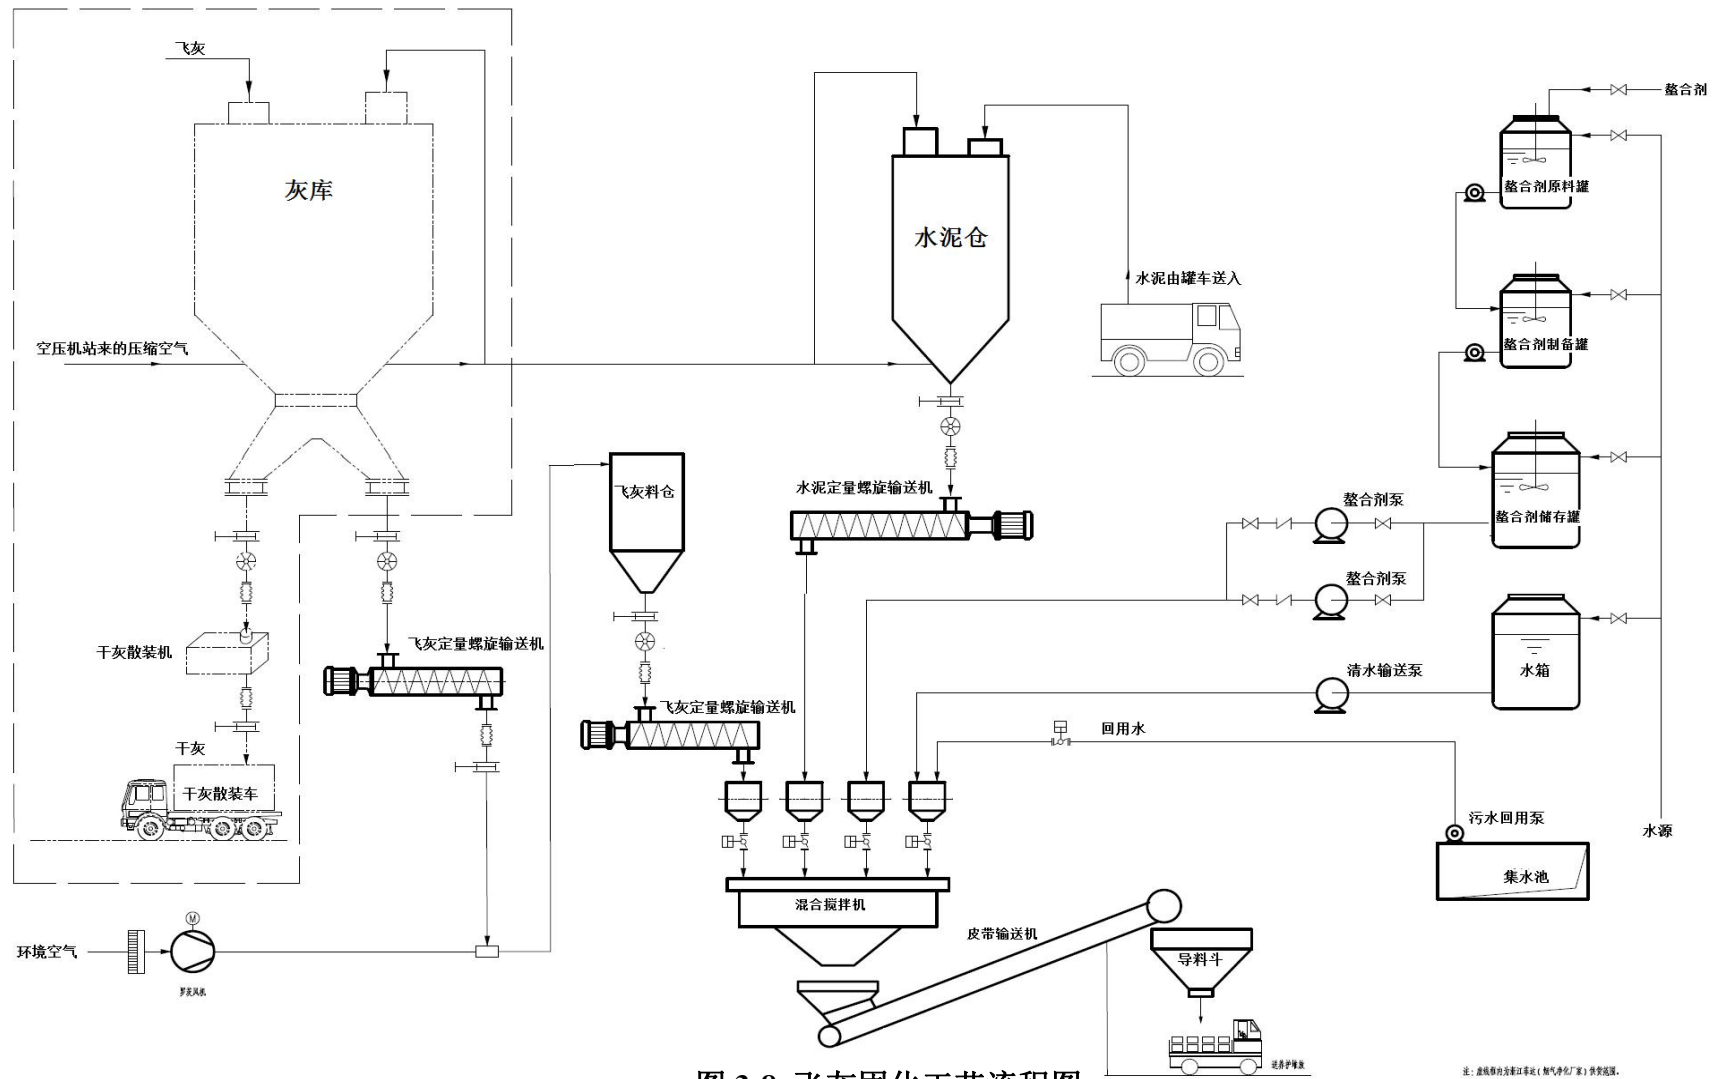 飞灰
螯合剂
灰库
螯合剂原料罐
水泥仓
水泥由罐车送入
空压机站来的压缩空气
螯合剂制备罐
飞灰料仓
水泥定量螺旋输送机
螯合剂泵
螯合剂储存罐
螯合剂泵
干灰散装机
飞灰定量螺旋输送机
清水输送泵
水箱
飞灰定量螺旋输送机
回用水
干灰
干灰散装车
污水回用泵
水源
集水池
混合搅拌机
M
皮带输送机
环境空气
导料斗
罗茨风机
送养护堆放